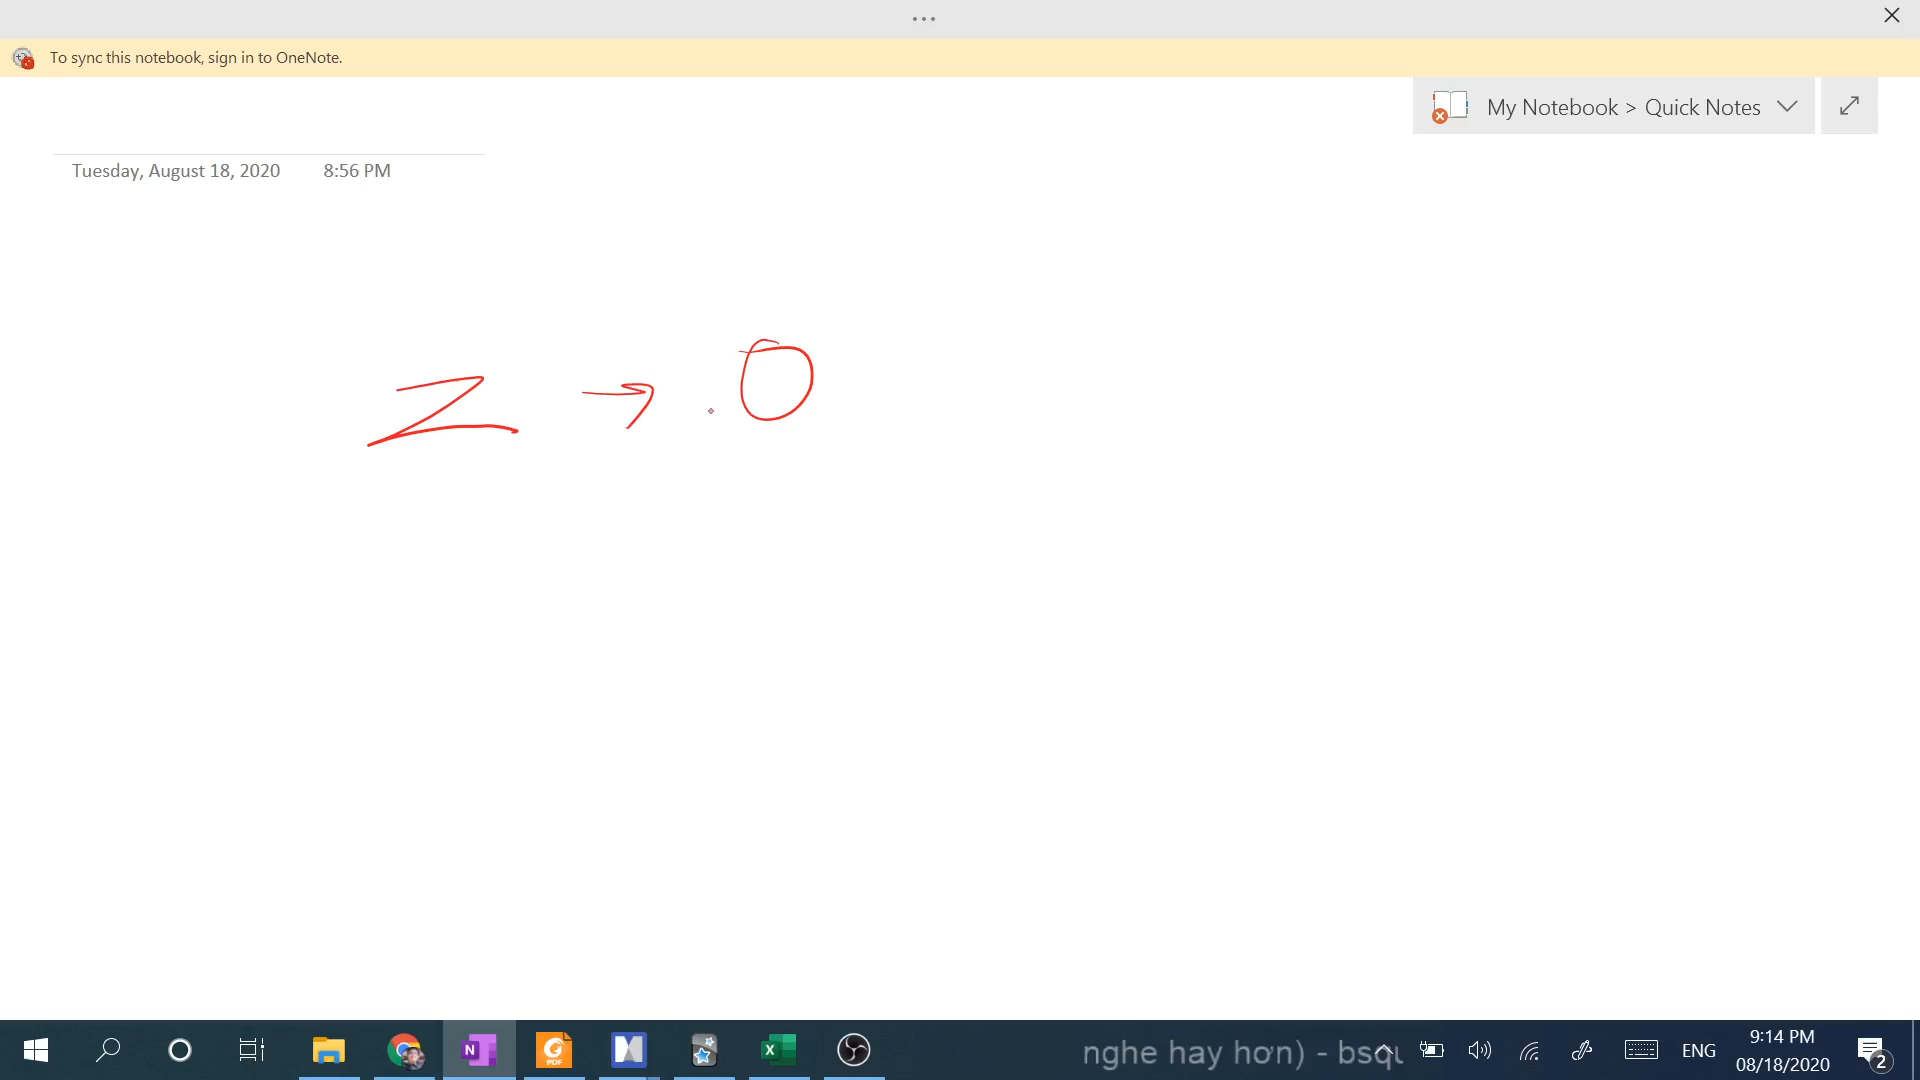 To sync this notebook, sign in to OneNote.
My Notebook > Quick Notes
Tuesday, August 18, 2020 8:56 PM
Z → 0
nghe hay hơn) - bsqu
ENG
9:14 PM
08/18/2020
2